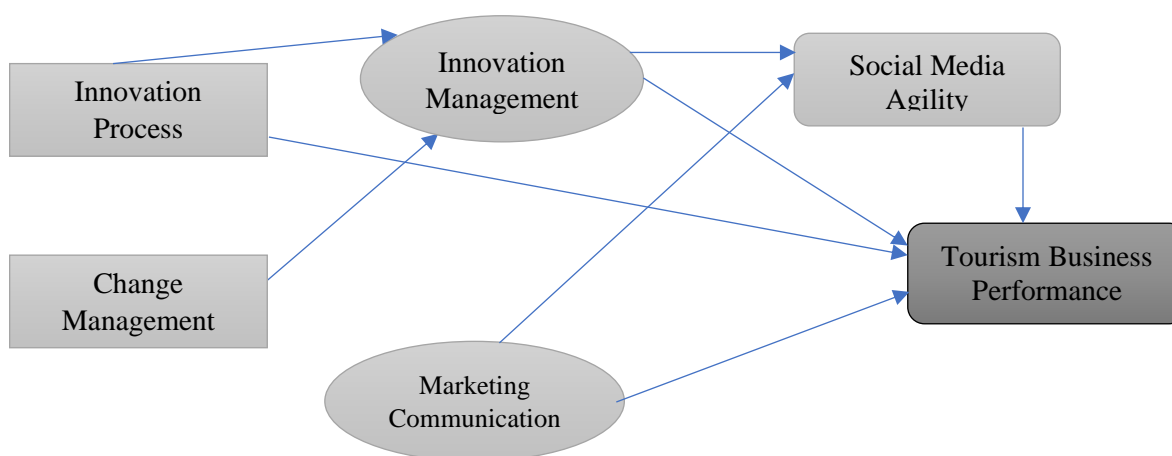 Innovation
Process
Innovation
Management
Social Media
Agility
Change
Management
Tourism Business
Performance
Marketing
Communication